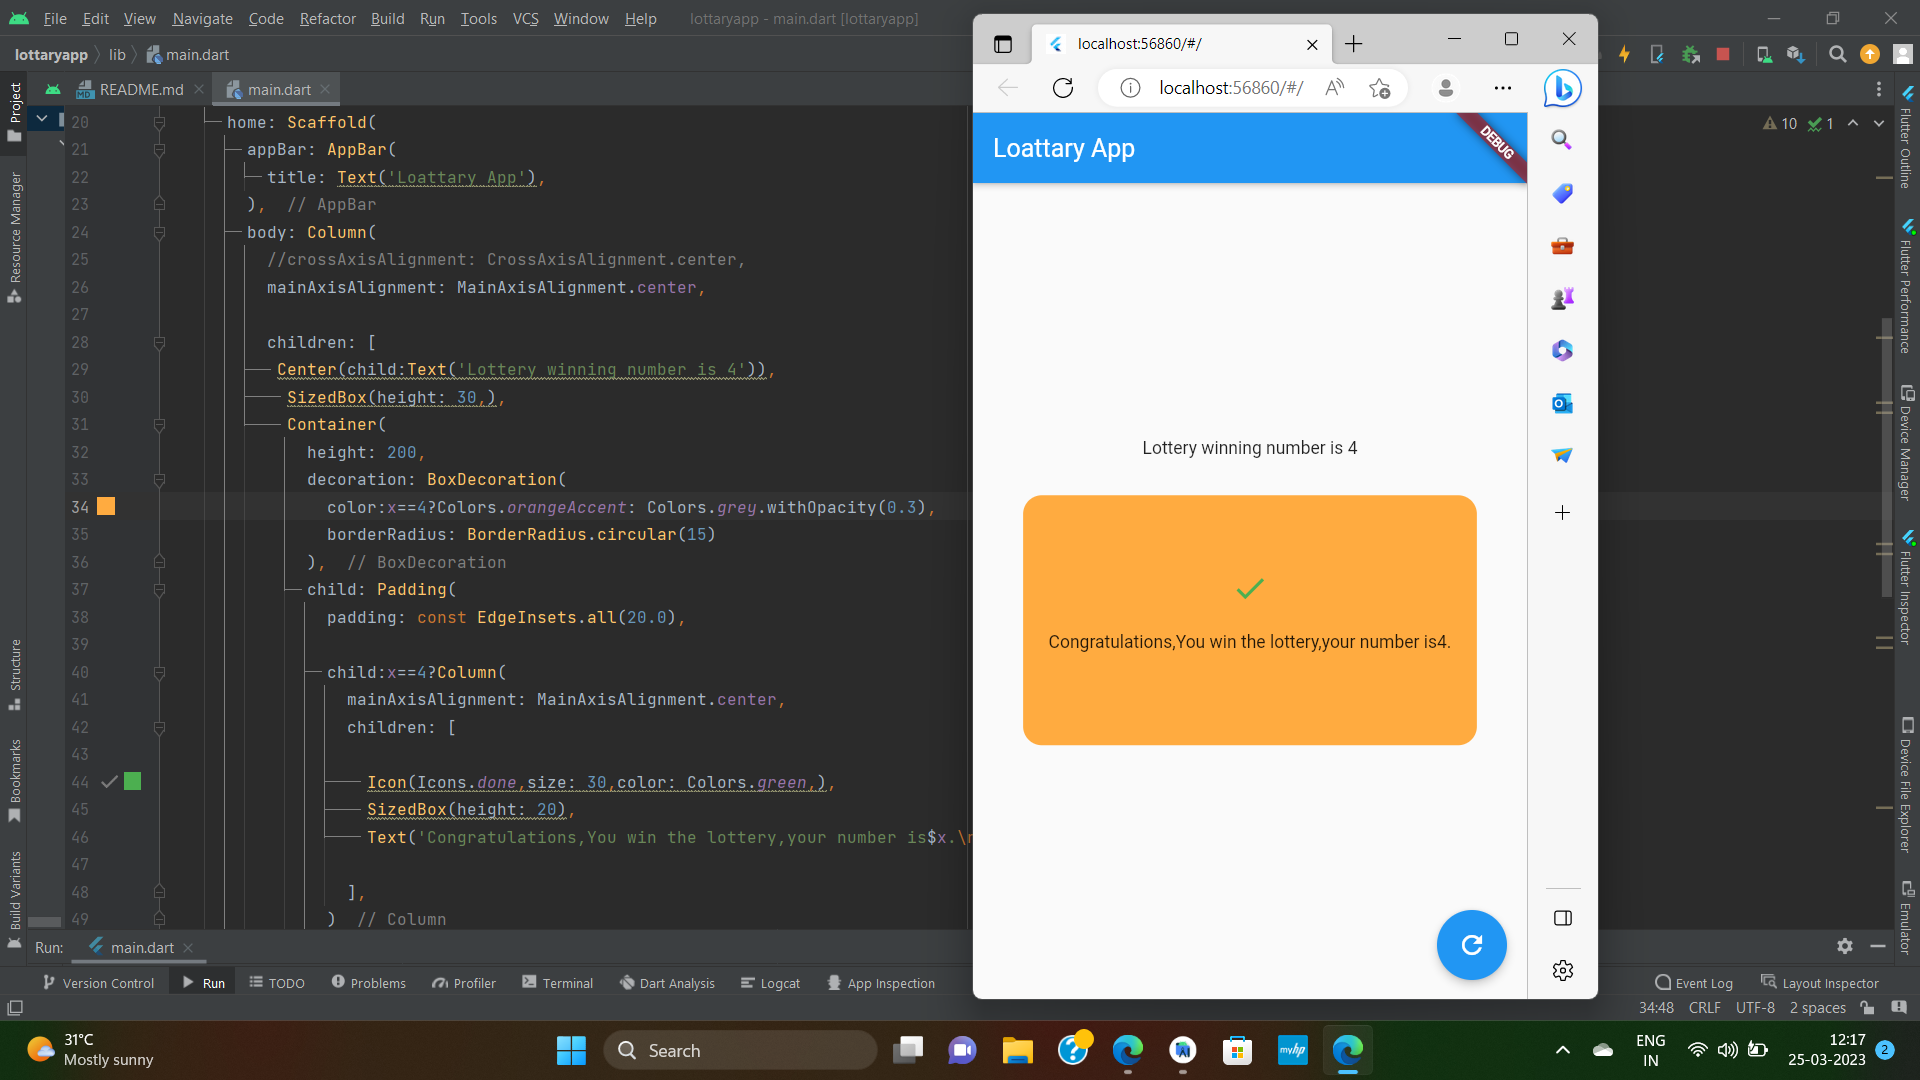 File Edit View Navigate Code Refactor Build Run Tools VCS Window Help lottaryapp - main.dart [lottaryapp]
lottaryapp lib main.dart
README.md main.dart
Project
Resource Manager
Structure
Bookmarks
Build Variants
20 home: Scaffold(
21 appBar: AppBar(
22 title: Text('Loattary App'),
23 ), // AppBar
24 body: Column(
25 //crossAxisAlignment: CrossAxisAlignment.center,
26 mainAxisAlignment: MainAxisAlignment.center,
27
28 children: [
29 Center(child:Text('Lottery winning number is 4')),
30 SizedBox(height: 30,),
31 Container(
32 height: 200,
33 decoration: BoxDecoration(
34 color:x==4?Colors.orangeAccent: Colors.grey.withOpacity(0.3),
35 borderRadius: BorderRadius.circular(15)
36 ), // BoxDecoration
37 child: Padding(
38 padding: const EdgeInsets.all(20.0),
39
40 child:x==4?Column(
41 mainAxisAlignment: MainAxisAlignment.center,
42 children: [
43
44 Icon(Icons.done,size: 30,color: Colors.green,),
45 SizedBox(height: 20),
46 Text('Congratulations,You win the lottery,your number is$x.\n
47
48 ],
49 ) // Column
localhost:56860/#/
localhost:56860/#/
Loattary App
DEBUG
Lottery winning number is 4
Congratulations,You win the lottery,your number is4.
10 1
Flutter Outline
Flutter Performance
Device Manager
Flutter Inspector
Device File Explorer
Emulator
Run: main.dart
Version Control Run TODO Problems Profiler Terminal Dart Analysis Logcat App Inspection Event Log Layout Inspector
34:48 CRLF UTF-8 2 spaces
31°C
Mostly sunny
Search
myhp
ENG
IN
12:17
25-03-2023
2